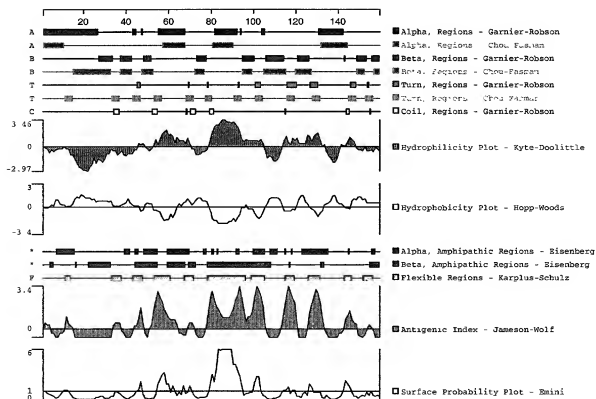 20 40 60 80 100 120 140
A Alpha, Regions - Garnier-Robson
A Alpha, Regions - Chou-Fasman
B Beta, Regions - Garnier-Robson
B Beta, Regions - Chou-Fasman
T Turn, Regions - Garnier-Robson
T Turn, Regions - Chou-Fasman
C Coil, Regions - Garnier-Robson
0
-2.97
Hydrophilicity Plot - Kyte-Doolittle
3
0
-3 4
Hydrophobicity Plot - Hopp-Woods
* Alpha, Amphipathic Regions - Eisenberg
* Beta, Amphipathic Regions - Eisenberg
F Flexible Regions - Karplus-Schulz
3.4
0
Antigenic Index - Jameson-Wolf
6
1
0
Surface Probability Plot - Emini